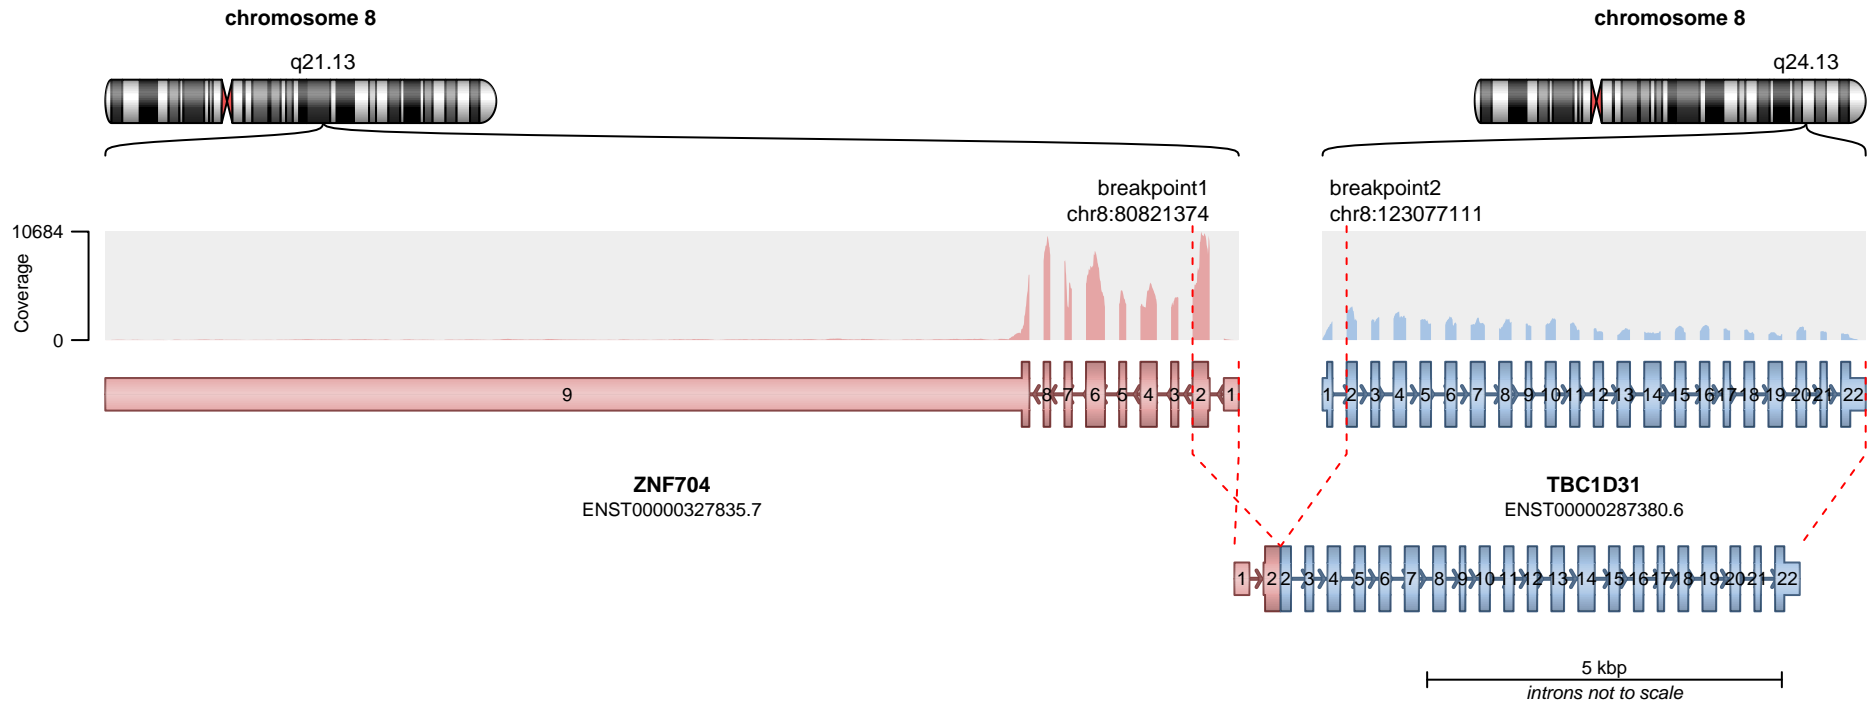 chromosome 8
chromosome 8
q21.13
q24.13
breakpoint1
chr8:80821374
breakpoint2
chr8:123077111
10684
Coverage
0
9 8 7 6 5 4 3 2 1
1 2 3 4 5 6 7 8 9 10 11 12 13 14 15 16 17 18 19 20 21 22
ZNF704
ENST00000327835.7
TBC1D31
ENST00000287380.6
1 2 2 3 4 5 6 7 8 9 10 11 12 13 14 15 16 17 18 19 20 21 22
5 kbp
introns not to scale